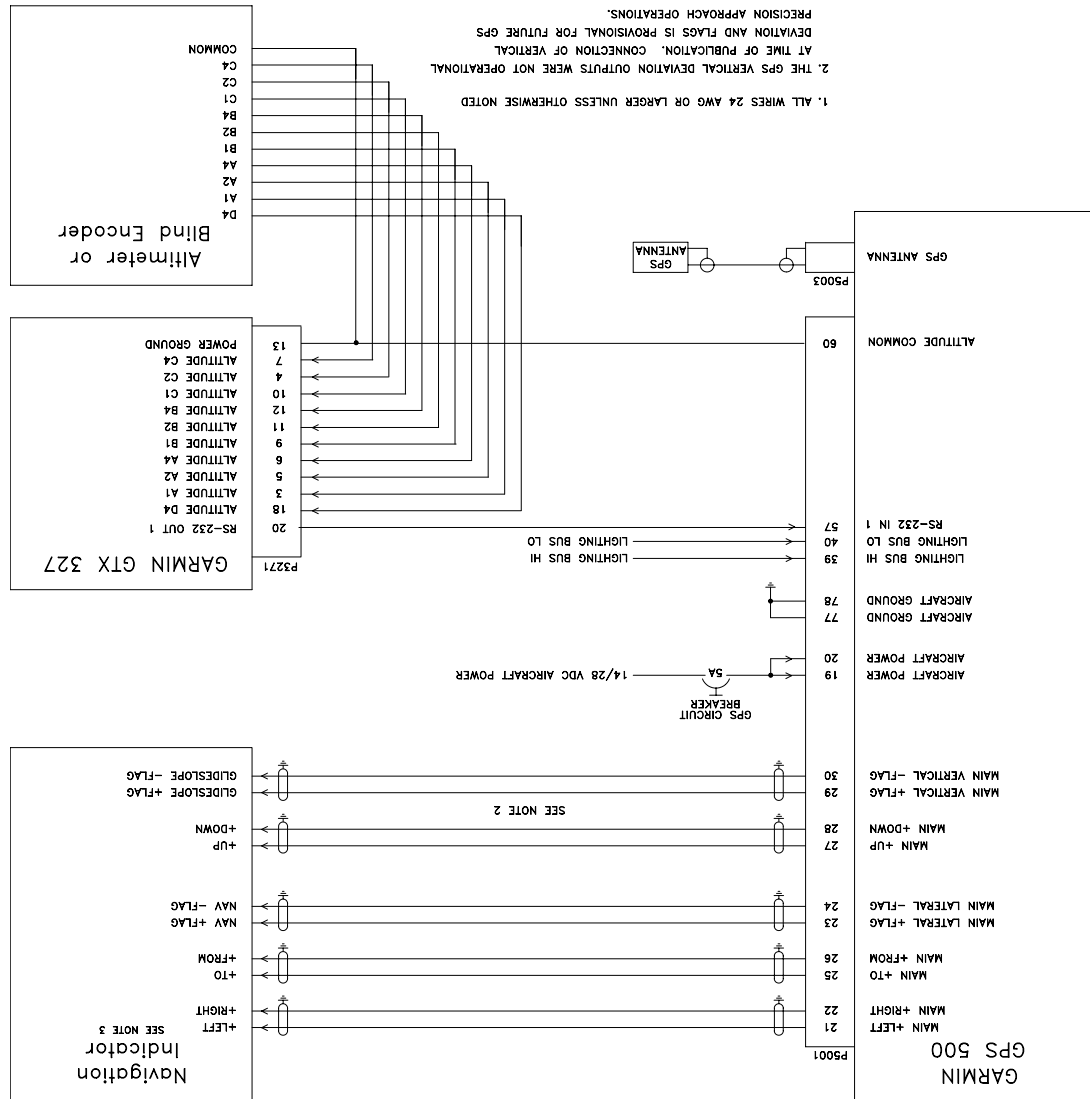 GARMIN
GPS 500
P5001
MAIN +LEFT 21
MAIN +RIGHT 22
MAIN +TO 25
MAIN +FROM 26
MAIN LATERAL +FLAG 23
MAIN LATERAL -FLAG 24
MAIN +UP 27
MAIN +DOWN 28
MAIN VERTICAL +FLAG 29
MAIN VERTICAL -FLAG 30
AIRCRAFT POWER 19
AIRCRAFT POWER 20
AIRCRAFT GROUND 77
AIRCRAFT GROUND 78
LIGHTING BUS HI 39
LIGHTING BUS LO 40
RS-232 IN 1 57
ALTITUDE COMMON 60
P5003
GPS ANTENNA
SEE NOTE 2
GPS CIRCUIT
BREAKER
5A
14/28 VDC AIRCRAFT POWER
LIGHTING BUS HI
LIGHTING BUS LO
GPS
ANTENNA
Navigation
Indicator
SEE NOTE 3
+LEFT
+RIGHT
+TO
+FROM
NAV +FLAG
NAV -FLAG
+UP
+DOWN
GLIDESLOPE +FLAG
GLIDESLOPE -FLAG
P3271
GARMIN GTX 327
20 RS-232 OUT 1
18 ALTITUDE D4
3 ALTITUDE A1
5 ALTITUDE A2
6 ALTITUDE A4
9 ALTITUDE B1
11 ALTITUDE B2
12 ALTITUDE B4
10 ALTITUDE C1
4 ALTITUDE C2
7 ALTITUDE C4
13 POWER GROUND
Altimeter or
Blind Encoder
D4
A1
A2
A4
B1
B2
B4
C1
C2
C4
COMMON
1. ALL WIRES 24 AWG OR LARGER UNLESS OTHERWISE NOTED
2. THE GPS VERTICAL DEVIATION OUTPUTS WERE NOT OPERATIONAL
AT TIME OF PUBLICATION. CONNECTION OF VERTICAL
DEVIATION AND FLAGS IS PROVISIONAL FOR FUTURE GPS
PRECISION APPROACH OPERATIONS.